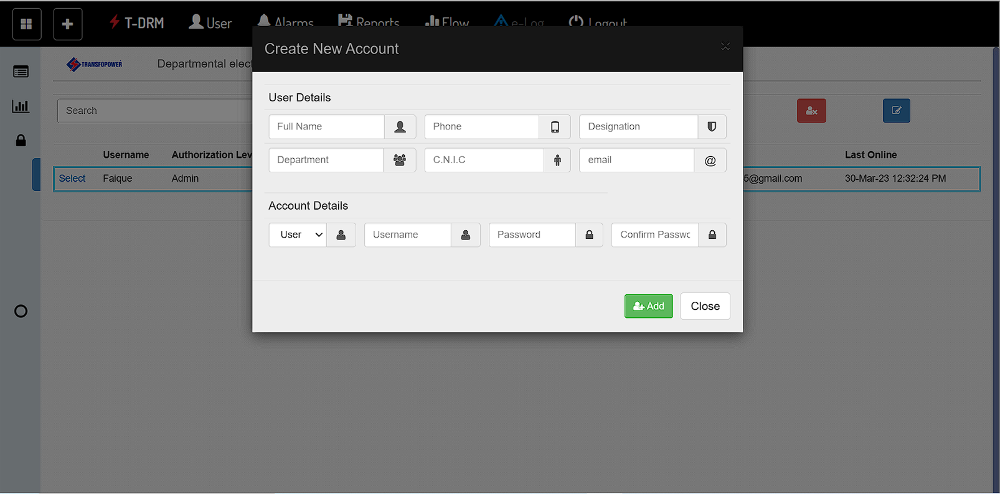 T-DRM User Alarms Reports Flow e-Log Logout
Create New Account
TRANSFOPOWER Departmental elect
User Details
Search
Full Name Phone Designation
Username Authorization Lev Last Online
Department C.N.I.C email
Select Faique Admin 5@gmail.com 30-Mar-23 12:32:24 PM
Account Details
User Username Password Confirm Passwc
Add Close